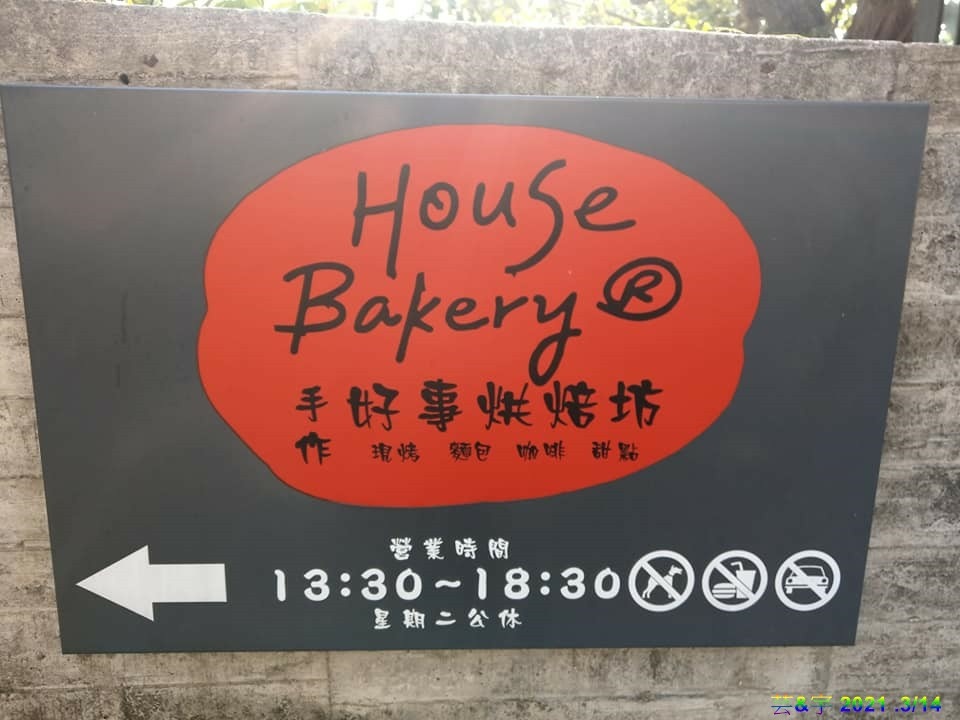 House
Bakery®
手作
好事烘焙坊
現烤 麵包 咖啡 甜點
營業時間
13:30~18:30
星期二公休
芸&宇 2021 .3/14